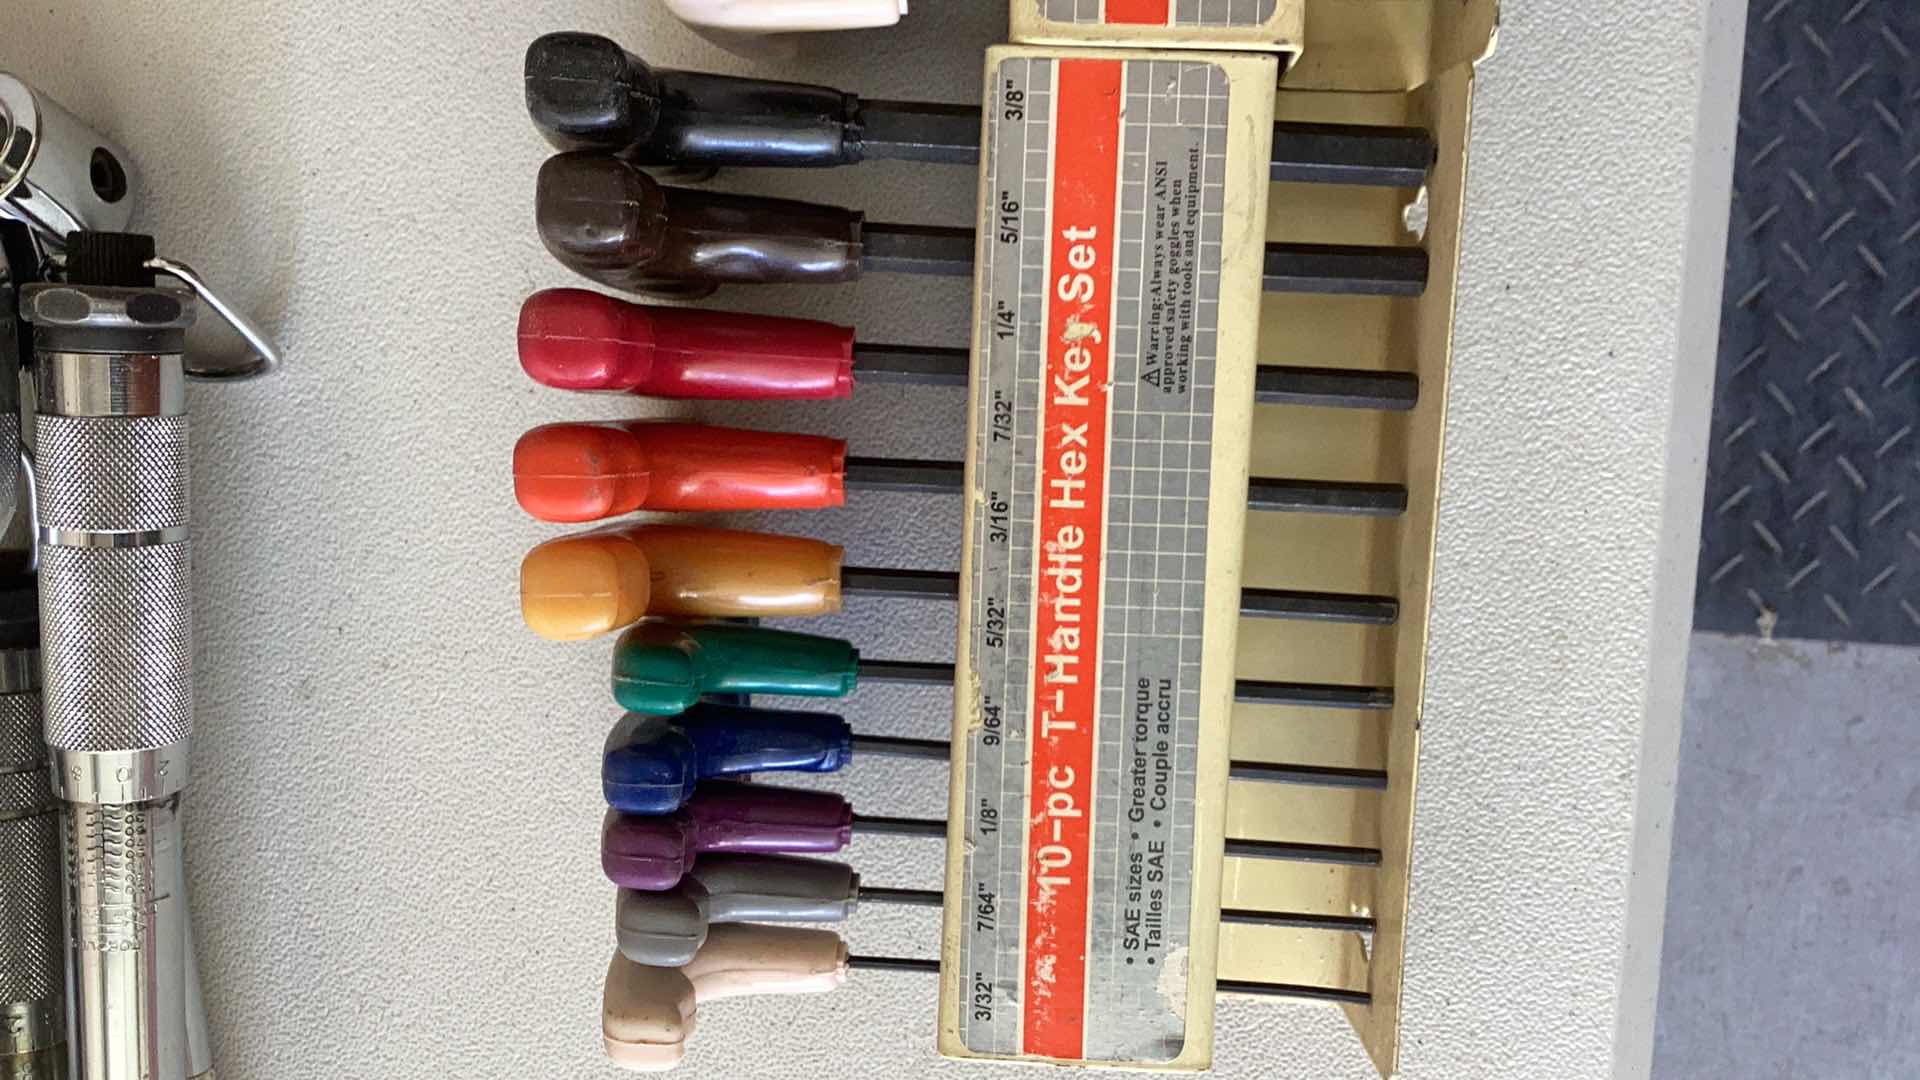 3/32" 7/64" 1/8" 9/64" 5/32" 3/16" 7/32" 1/4" 5/16" 3/8"
10-pc T-Handle Hex Key Set
• SAE sizes • Greater torque
• Tailles SAE • Couple accru
⚠ Warring:Always wear ANSI
approved safety goggles when
working with tools and equipment.